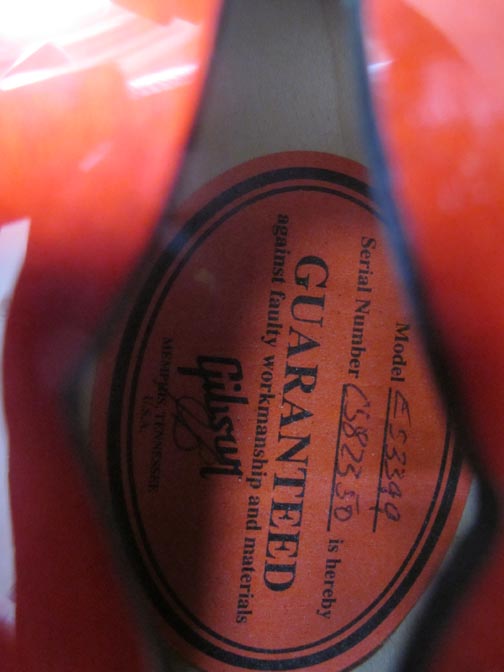 Model ES339
Serial Number CS82350 is hereby
GUARANTEED
against faulty workmanship and materials
Gibson
MEMPHIS, TENNESSEE
U.S.A.